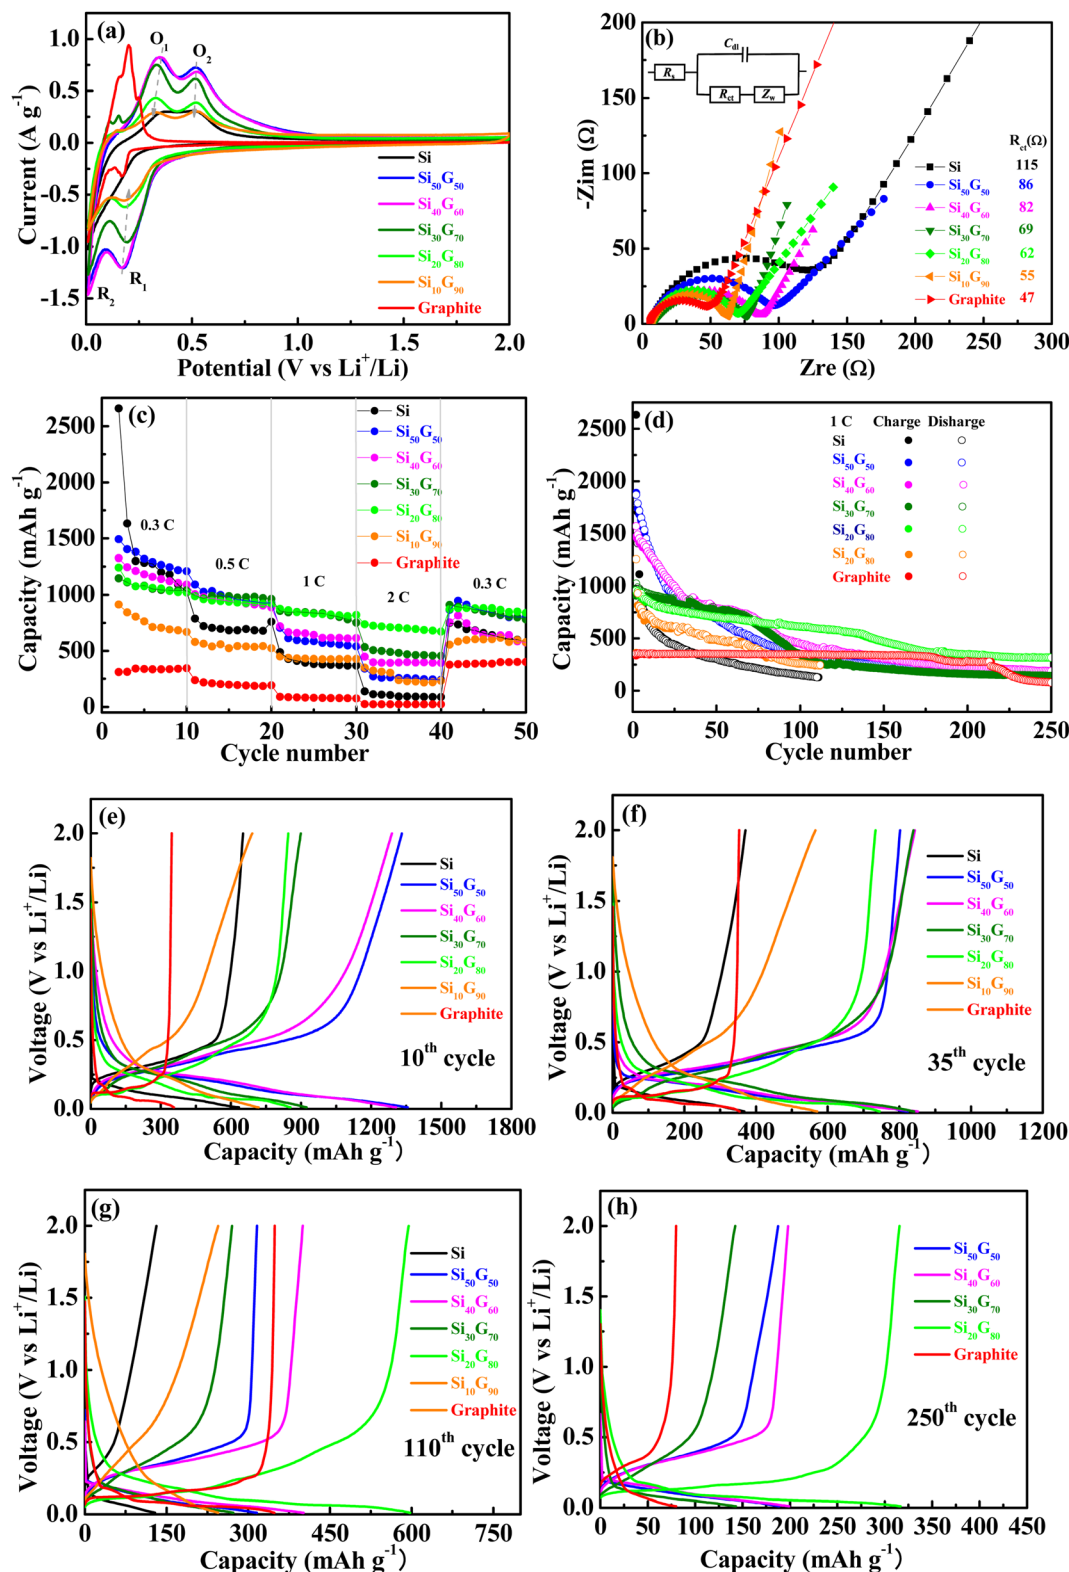 (a)
O1
O2
R1
R2
Si
Si50G50
Si40G60
Si30G70
Si20G80
Si10G90
Graphite
1.0
0.5
0.0
-0.5
-1.0
-1.5
0.0 0.5 1.0 1.5 2.0
Current (A g-1)
Potential (V vs Li+/Li)
(b)
Cdl
Rs
Rct
Zw
Rct(Ω)
Si 115
Si50G50 86
Si40G60 82
Si30G70 69
Si20G80 62
Si10G90 55
Graphite 47
200
150
100
50
0
0 50 100 150 200 250 300
-Zim (Ω)
Zre (Ω)
(c)
Si
Si50G50
Si40G60
Si30G70
Si20G80
Si10G90
Graphite
0.3 C
0.5 C
1 C
2 C
0.3 C
2500
2000
1500
1000
500
0
0 10 20 30 40 50
Capacity (mAh g-1)
Cycle number
(d)
1 C Charge Disharge
Si
Si50G50
Si40G60
Si30G70
Si20G80
Si20G80
Graphite
2500
2000
1500
1000
500
0
0 50 100 150 200 250
Capacity (mAh g-1)
Cycle number
(e)
Si
Si50G50
Si40G60
Si30G70
Si20G80
Si10G90
Graphite
10th cycle
2.0
1.5
1.0
0.5
0.0
0 300 600 900 1200 1500 1800
Voltage (V vs Li+/Li)
Capacity (mAh g-1)
(f)
Si
Si50G50
Si40G60
Si30G70
Si20G80
Si10G90
Graphite
35th cycle
2.0
1.5
1.0
0.5
0.0
0 200 400 600 800 1000 1200
Voltage (V vs Li+/Li)
Capacity (mAh g-1)
(g)
Si
Si50G50
Si40G60
Si30G70
Si20G80
Si10G90
Graphite
110th cycle
2.0
1.5
1.0
0.5
0.0
0 150 300 450 600 750
Voltage (V vs Li+/Li)
Capacity (mAh g-1)
(h)
Si50G50
Si40G60
Si30G70
Si20G80
Graphite
250th cycle
2.0
1.5
1.0
0.5
0.0
0 50 100 150 200 250 300 350 400 450
Voltage (V vs Li+/Li)
Capacity (mAh g-1)